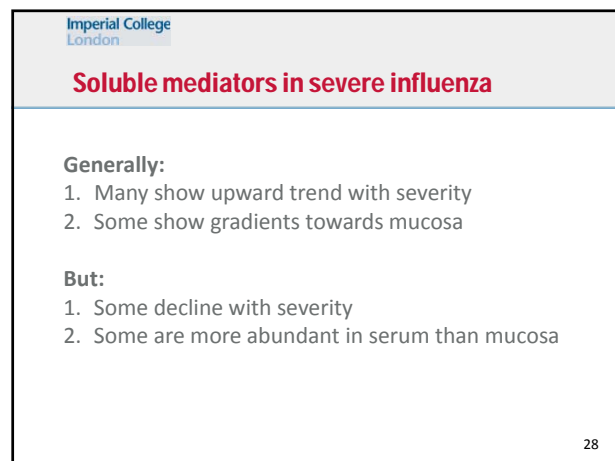 Imperial College
London
Soluble mediators in severe influenza
Generally:
1. Many show upward trend with severity
2. Some show gradients towards mucosa
But:
1. Some decline with severity
2. Some are more abundant in serum than mucosa
28